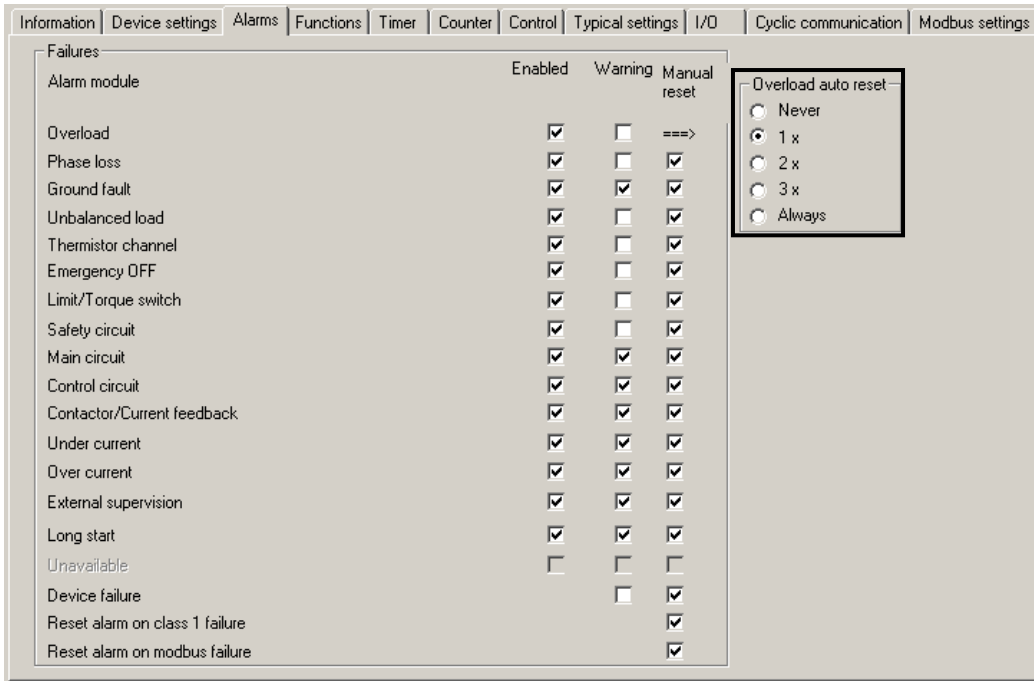 Information Device settings Alarms Functions Timer Counter Control Typical settings I/O Cyclic communication Modbus settings
Failures
Alarm module Enabled Warning Manual reset
Overload ===>
Phase loss
Ground fault
Unbalanced load
Thermistor channel
Emergency OFF
Limit/Torque switch
Safety circuit
Main circuit
Control circuit
Contactor/Current feedback
Under current
Over current
External supervision
Long start
Unavailable
Device failure
Reset alarm on class 1 failure
Reset alarm on modbus failure
Overload auto reset
Never
1 x
2 x
3 x
Always